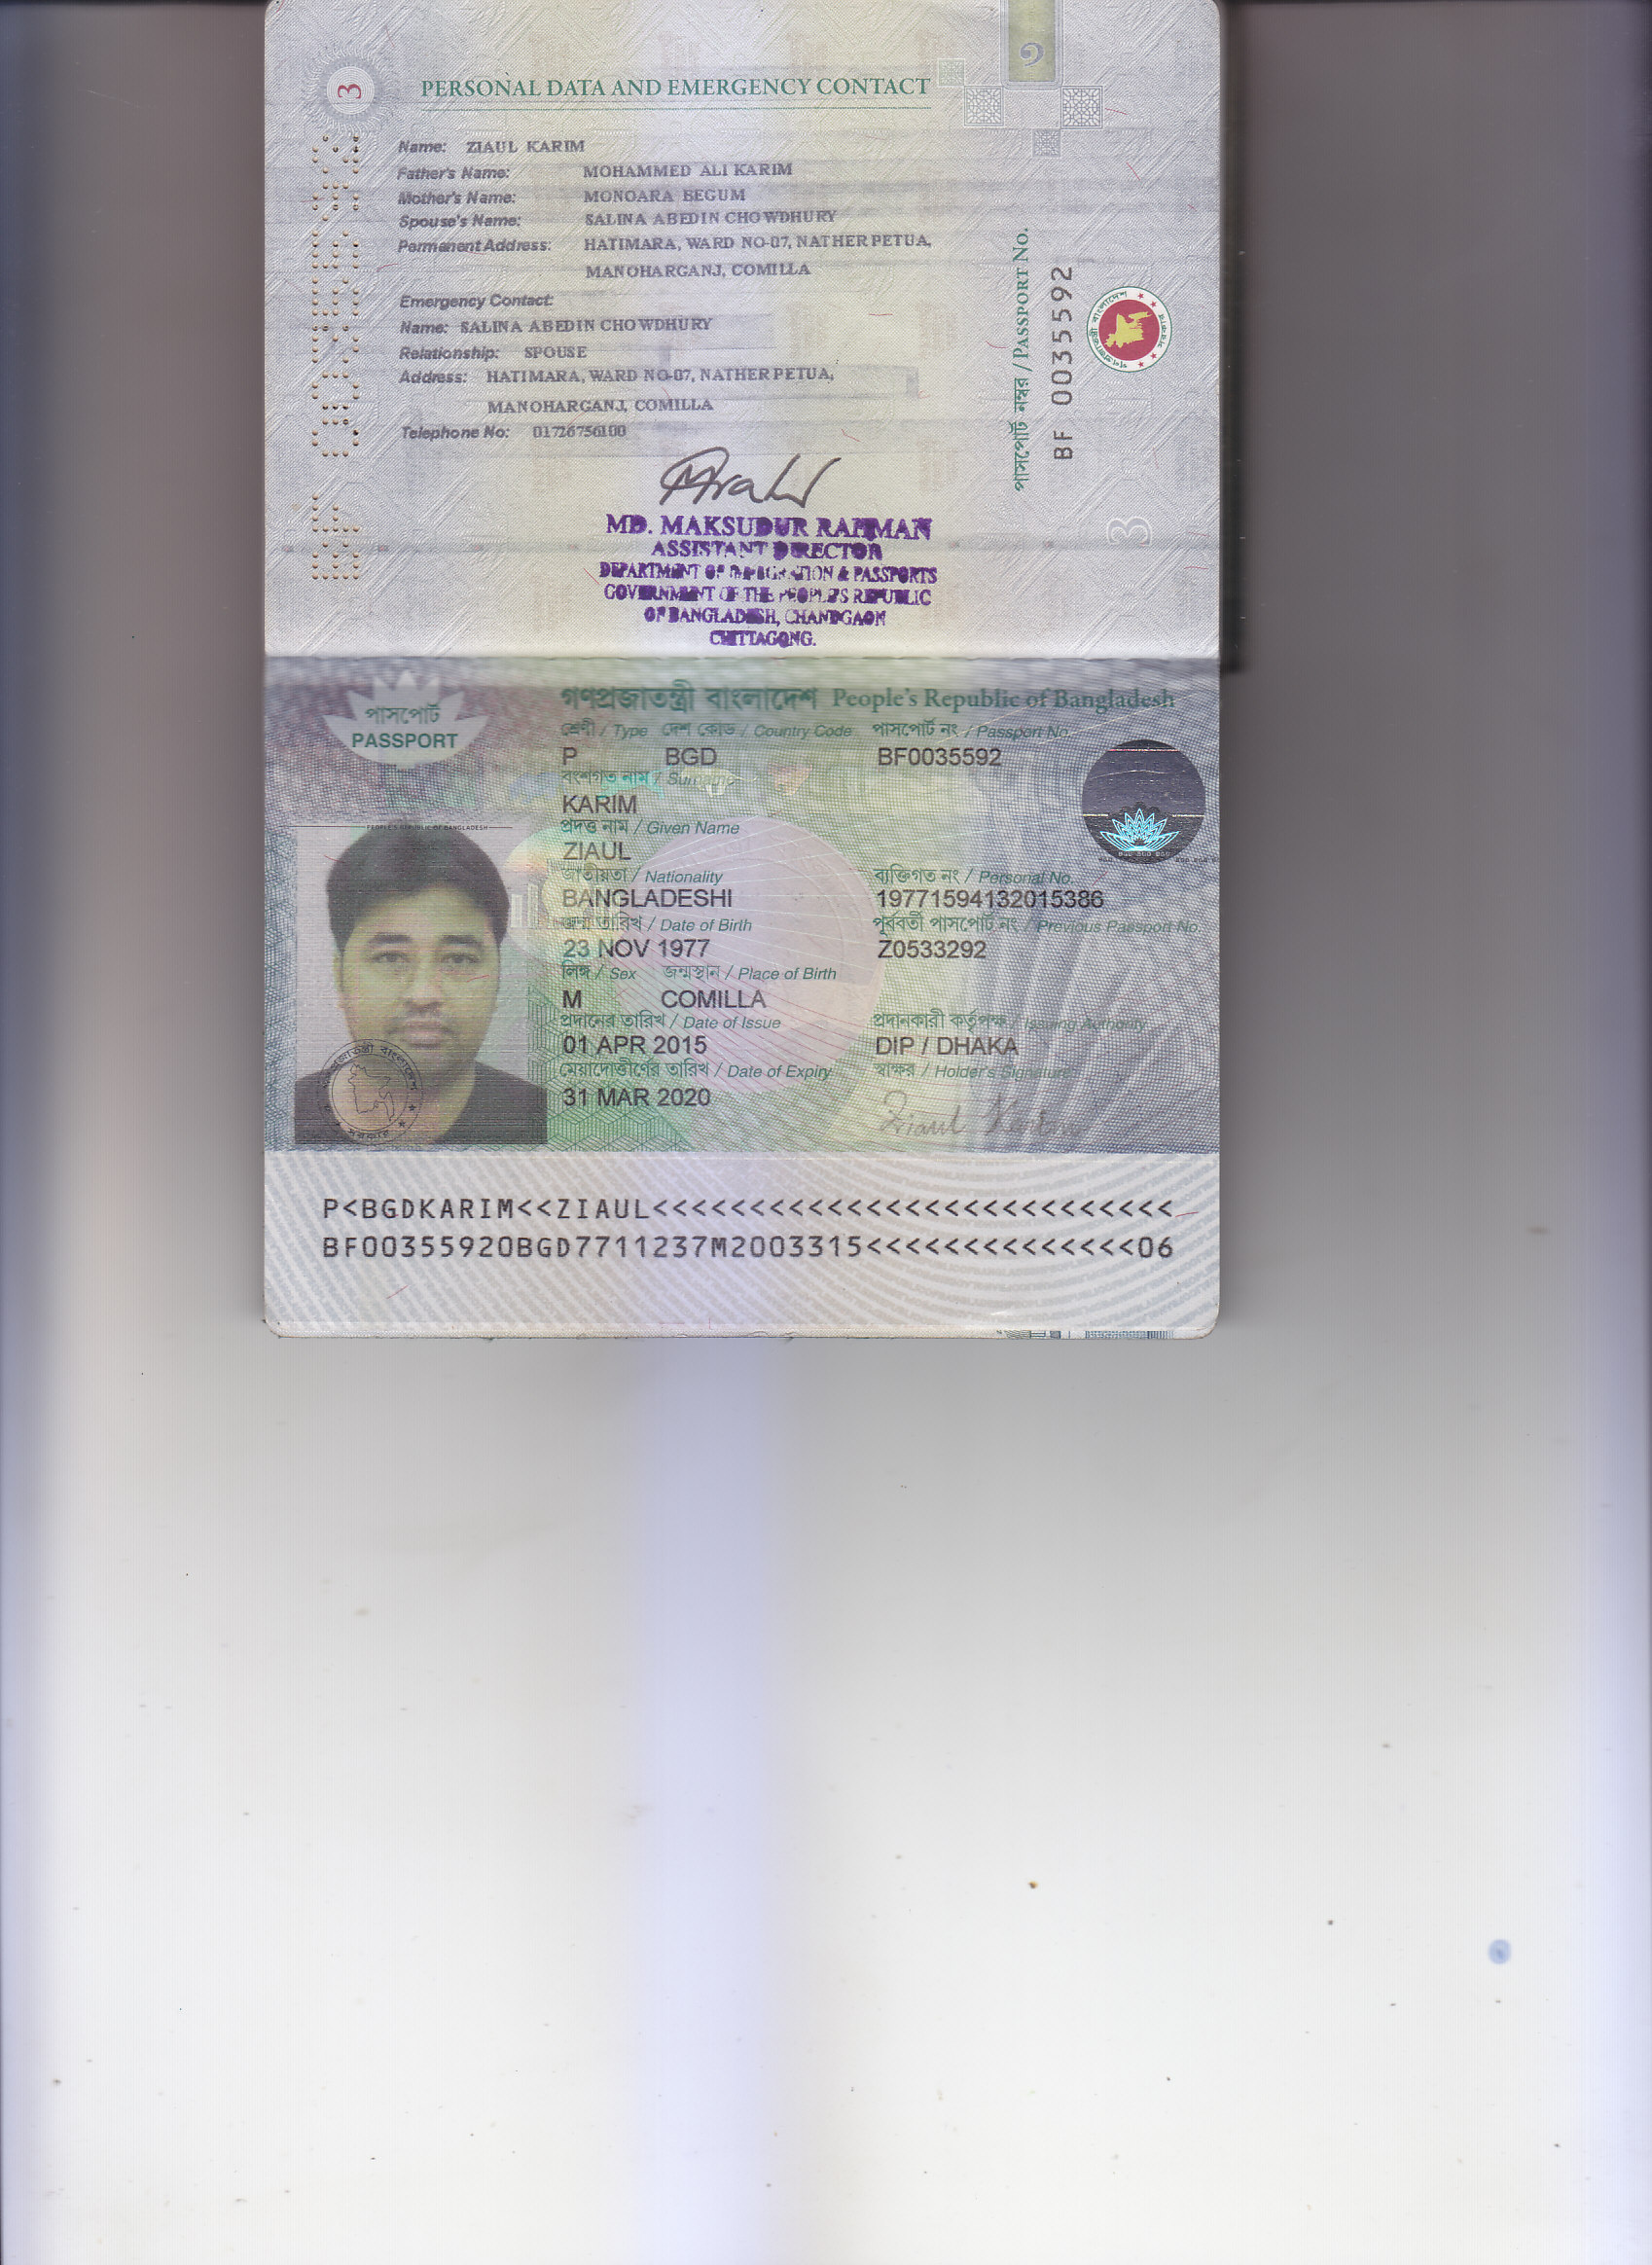 3
PERSONAL DATA AND EMERGENCY CONTACT
Name: ZIAUL KARIM
Father's Name: MOHAMMED ALI KARIM
Mother's Name: MONOARA BEGUM
Spouse's Name: SALINA ABEDIN CHOWDHURY
Permanent Address: HATIMARA, WARD NO-07, NATHER PETUA,
MANOHARGANJ, COMILLA
Emergency Contact:
Name: SALINA ABEDIN CHOWDHURY
Relationship: SPOUSE
Address: HATIMARA, WARD NO-07, NATHER PETUA,
MANOHARGANJ, COMILLA
Telephone No: 01726756100
পাসপোর্ট নম্বর / PASSPORT No.
BF 0035592
3
MD. MAKSUDUR RAHMAN
ASSISTANT DIRECTOR
DEPARTMENT OF IMMIGRATION & PASSPORTS
GOVERNMENT OF THE PEOPLE'S REPUBLIC
OF BANGLADESH, CHANDGAON
CHITTAGONG.
পাসপোর্ট
PASSPORT
গণপ্রজাতন্ত্রী বাংলাদেশ People's Republic of Bangladesh
শ্রেণী / Type দেশ কোড / Country Code পাসপোর্ট নং / Passport No.
P BGD BF0035592
বংশগত নাম / Surname
KARIM
প্রদত্ত নাম / Given Name
ZIAUL
জাতীয়তা / Nationality ব্যক্তিগত নং / Personal No.
BANGLADESHI 19771594132015386
জন্ম তারিখ / Date of Birth পূর্ববর্তী পাসপোর্ট নং / Previous Passport No.
23 NOV 1977 Z0533292
লিঙ্গ / Sex জন্মস্থান / Place of Birth
M COMILLA
প্রদানের তারিখ / Date of Issue প্রদানকারী কর্তৃপক্ষ / Issuing Authority
01 APR 2015 DIP / DHAKA
মেয়াদোত্তীর্ণের তারিখ / Date of Expiry স্বাক্ষর / Holder's Signature
31 MAR 2020 Ziaul Karim
PEOPLE'S REPUBLIC OF BANGLADESH
P<BGDKARIM<<ZIAUL<<<<<<<<<<<<<<<<<<<<<<<<<<<
BF00355920BGD7711237M2003315<<<<<<<<<<<<<<06